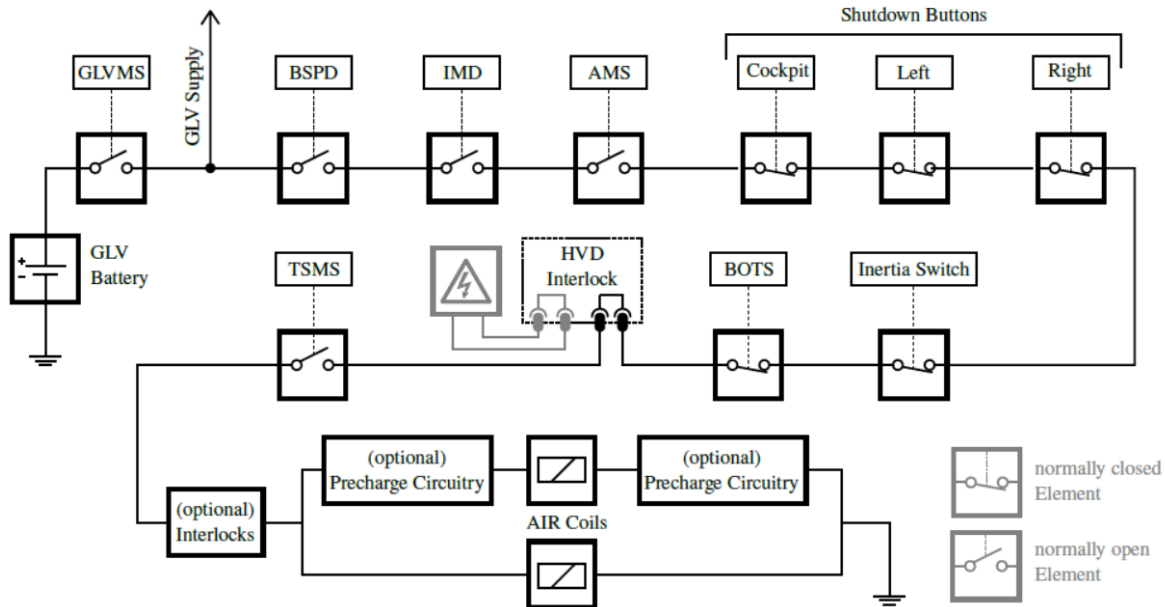 Shutdown Buttons
GLVMS
GLV Supply
BSPD
IMD
AMS
Cockpit
Left
Right
+
-
GLV
Battery
TSMS
HVD
Interlock
BOTS
Inertia Switch
(optional)
Precharge Circuitry
(optional)
Precharge Circuitry
(optional)
Interlocks
AIR Coils
normally closed
Element
normally open
Element